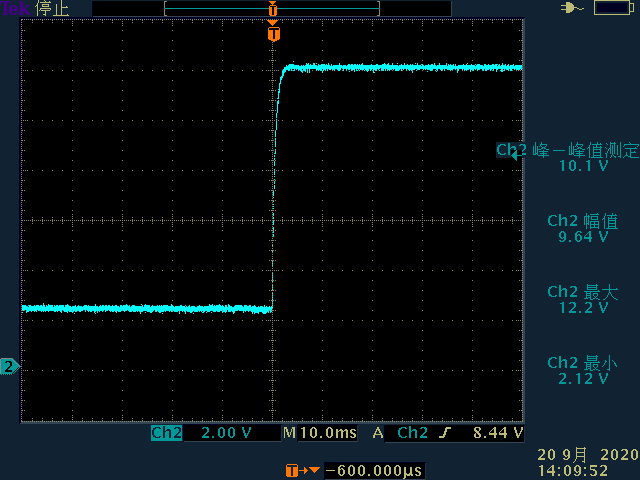 Tek 停止
T
T
Ch2 峰－峰值测定
10.1 V
Ch2 幅值
9.64 V
Ch2 最大
12.2 V
Ch2 最小
2.12 V
2
Ch2 2.00 V M 10.0ms A Ch2 8.44 V
T -600.000µs
20 9月 2020
14:09:52